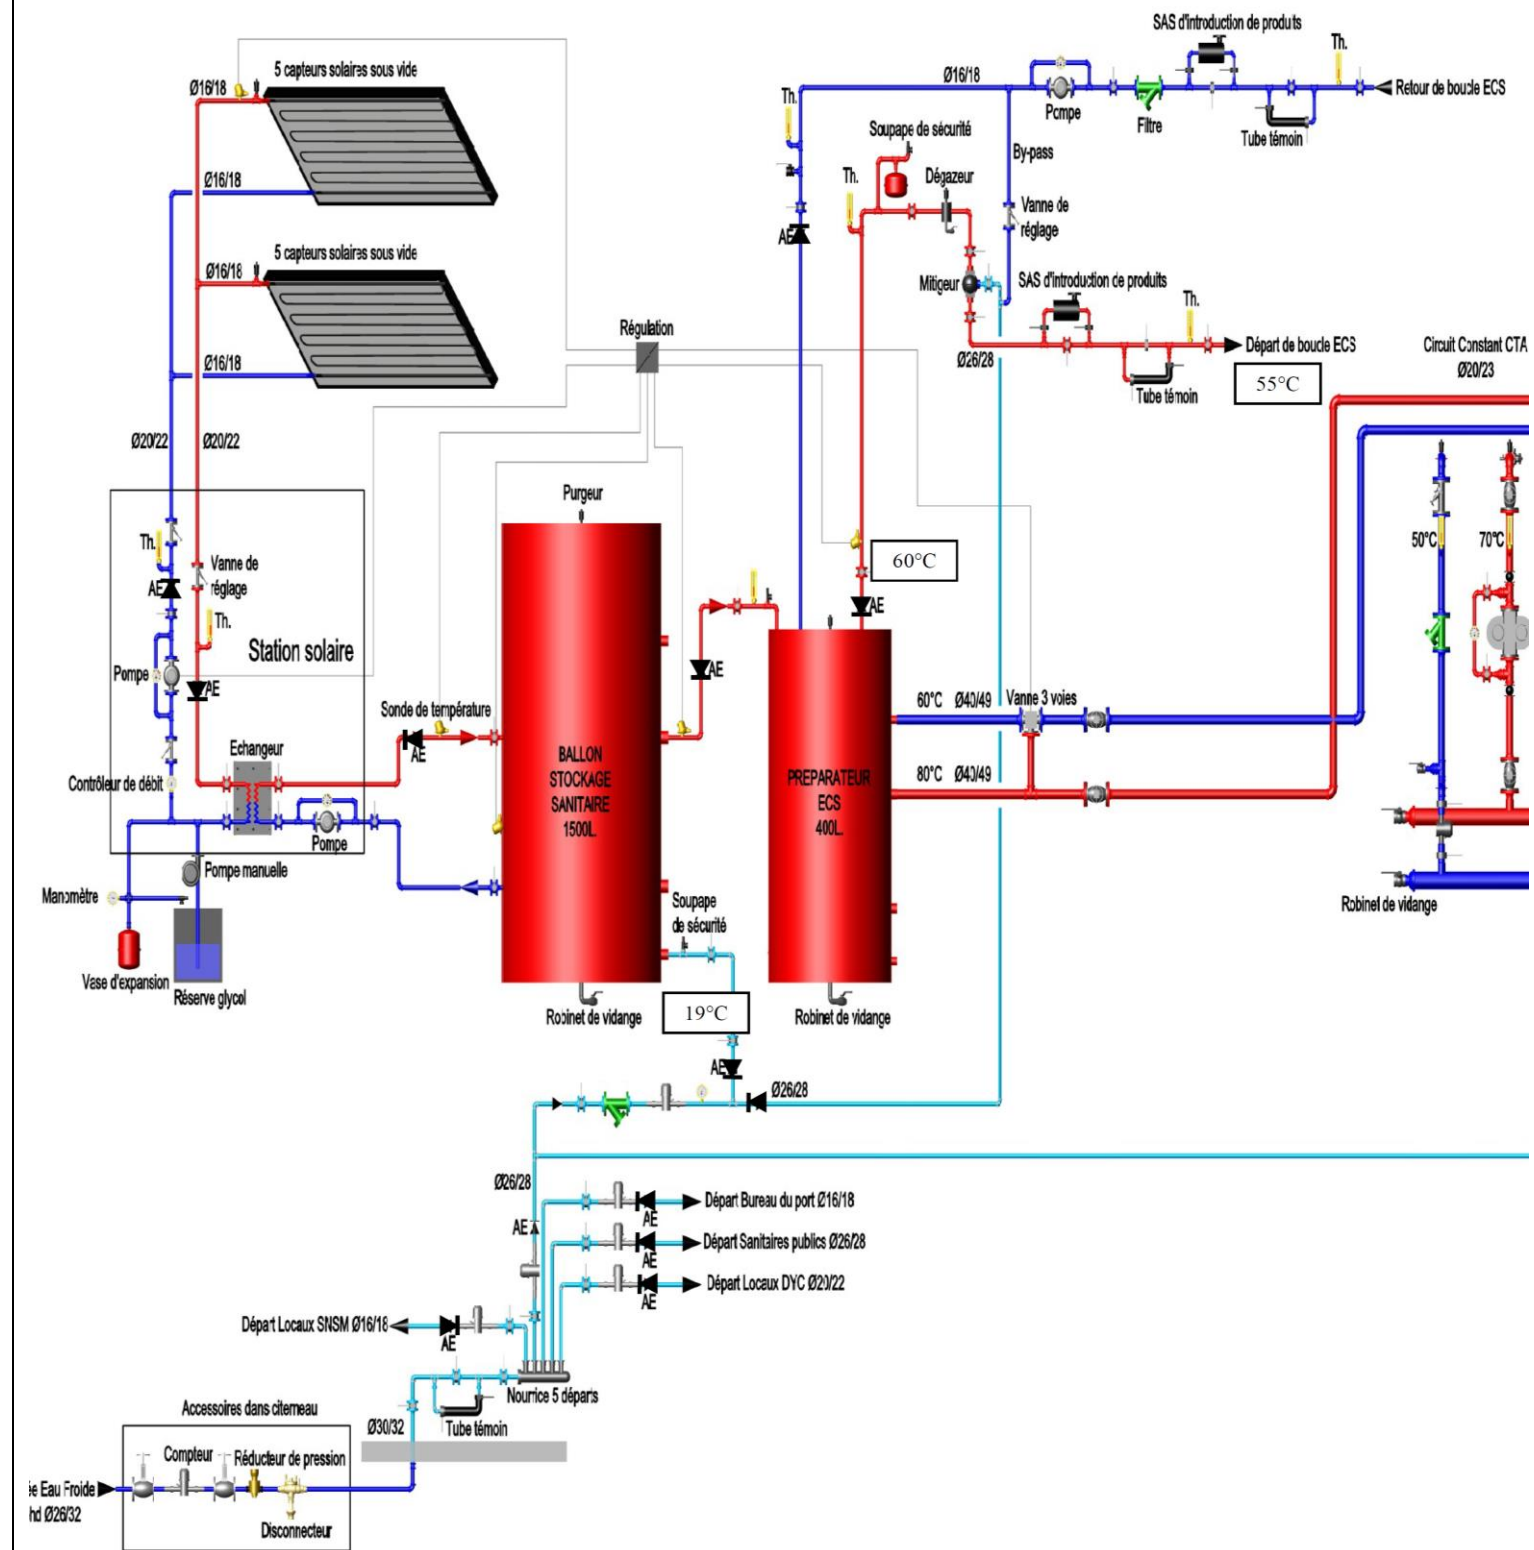 SAS d'introduction de produits
Th.
5 capteurs solaires sous vide
Ø16/18
Ø16/18
Retour de boucle ECS
Pompe
Filtre
Tube témoin
Th.
Soupape de sécurité
By-pass
Dégazeur
Th.
Ø16/18
Vanne de
réglage
AE
5 capteurs solaires sous vide
Ø16/18
Mitigeur
SAS d'introduction de produits
Th.
Régulation
Départ de boucle ECS
Circuit Constant CTA
Ø20/23
Ø16/18
Ø26/28
55°C
Tube témoin
Ø20/22
Ø20/22
Purgeur
Th.
50°C
70°C
60°C
Vanne de
réglage
AE
AE
Th.
Station solaire
Pompe
AE
AE
Sonde de température
60°C Ø40/49
Vanne 3 voies
AE
Echangeur
BALLON
STOCKAGE
SANITAIRE
1500L.
PREPARATEUR
ECS
400L.
80°C Ø40/49
Contrôleur de débit
Pompe
Pompe manuelle
Manomètre
Soupape
de sécurité
Robinet de vidange
Vase d'expansion
Réserve glycol
Robinet de vidange
19°C
Robinet de vidange
AE
Ø26/28
Ø26/28
Départ Bureau du port Ø16/18
AE
AE
Départ Sanitaires publics Ø26/28
AE
Départ Locaux DYC Ø20/22
AE
Départ Locaux SNSM Ø16/18
AE
Nourrice 5 départs
Accessoires dans citerneau
Ø30/32
Tube témoin
Compteur
Réducteur de pression
Eau Froide
Ø26/32
Disconnecteur